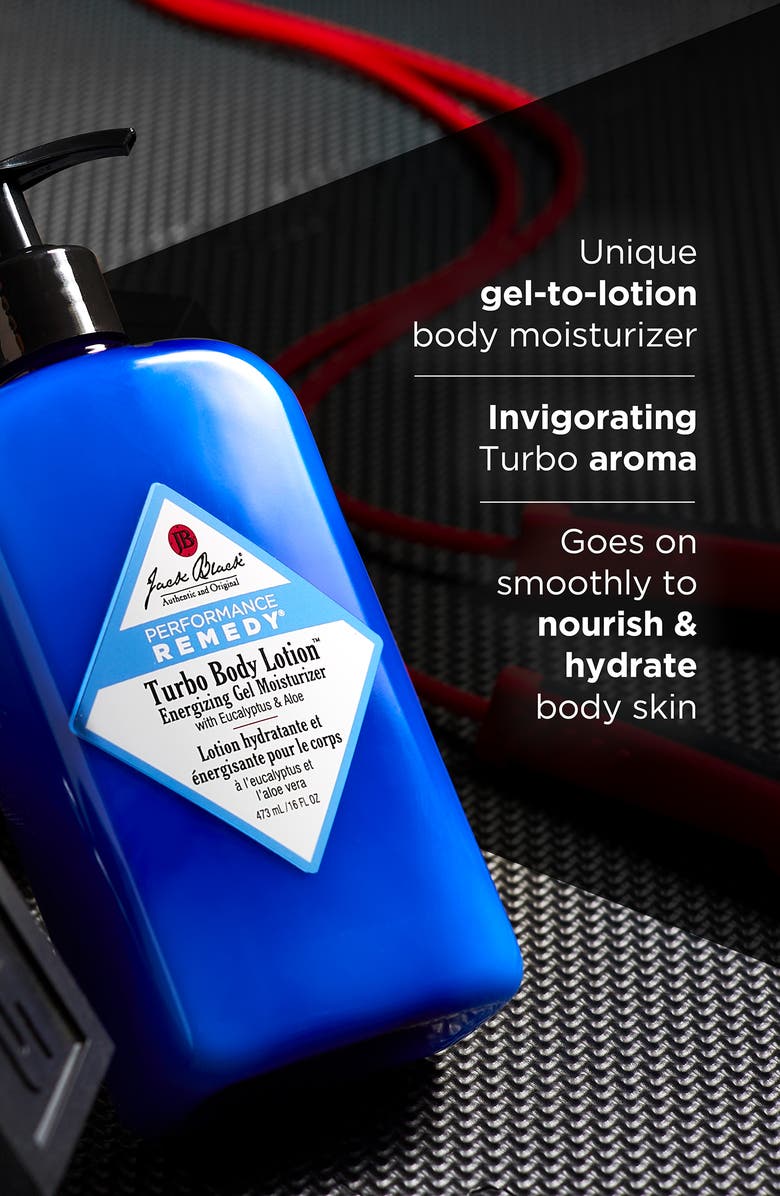 Unique
gel-to-lotion
body moisturizer
Invigorating
Turbo aroma
Goes on
smoothly to
nourish &
hydrate
body skin
JB
Jack Black®
Authentic and Original
PERFORMANCE
REMEDY®
Turbo Body Lotion™
Energizing Gel Moisturizer
with Eucalyptus & Aloe
Lotion hydratante et
énergisante pour le corps
à l'eucalyptus et
l'aloe vera
473 mL/16 FL OZ